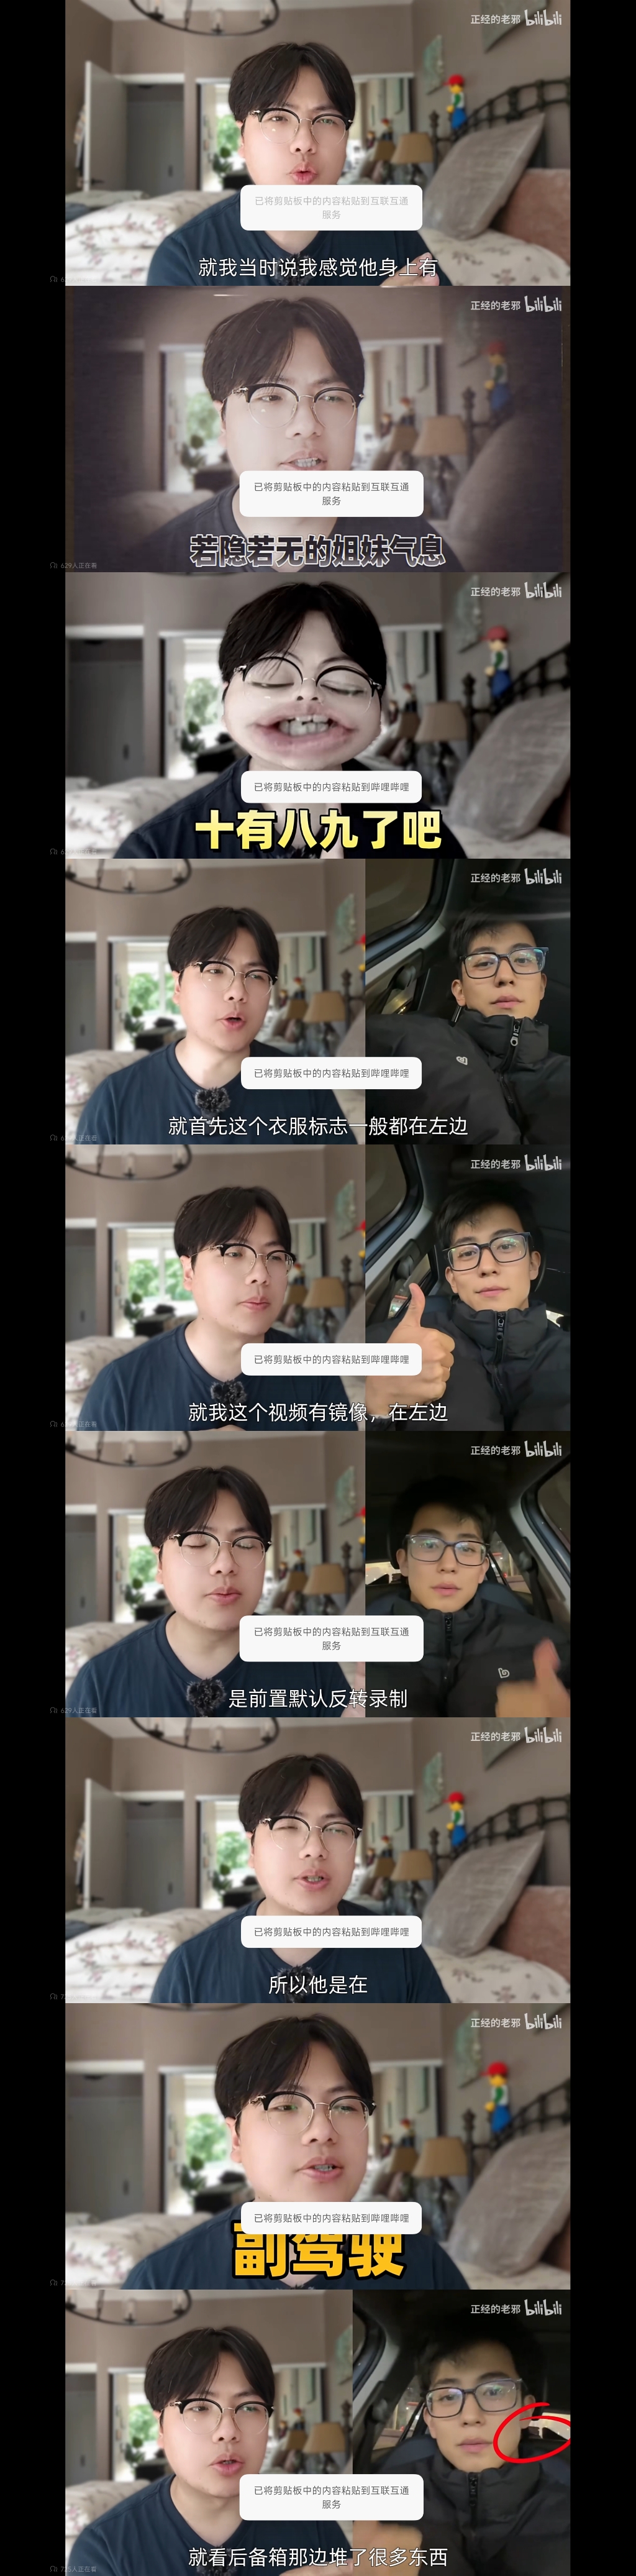 正经的老邪 bilibili
已将剪贴板中的内容粘贴到互联互通
服务
就我当时说我感觉他身上有
正经的老邪 bilibili
已将剪贴板中的内容粘贴到互联互通
服务
若隐若无的姐妹气息
629人正在看
正经的老邪 bilibili
已将剪贴板中的内容粘贴到哔哩哔哩
十有八九了吧
正经的老邪 bilibili
已将剪贴板中的内容粘贴到哔哩哔哩
就首先这个衣服标志一般都在左边
正经的老邪 bilibili
已将剪贴板中的内容粘贴到哔哩哔哩
就我这个视频有镜像，在左边
正经的老邪 bilibili
已将剪贴板中的内容粘贴到互联互通
服务
是前置默认反转录制
629人正在看
正经的老邪 bilibili
已将剪贴板中的内容粘贴到哔哩哔哩
所以他是在
正经的老邪 bilibili
已将剪贴板中的内容粘贴到哔哩哔哩
副驾驶
正经的老邪 bilibili
已将剪贴板中的内容粘贴到互联互通
服务
就看后备箱那边堆了很多东西